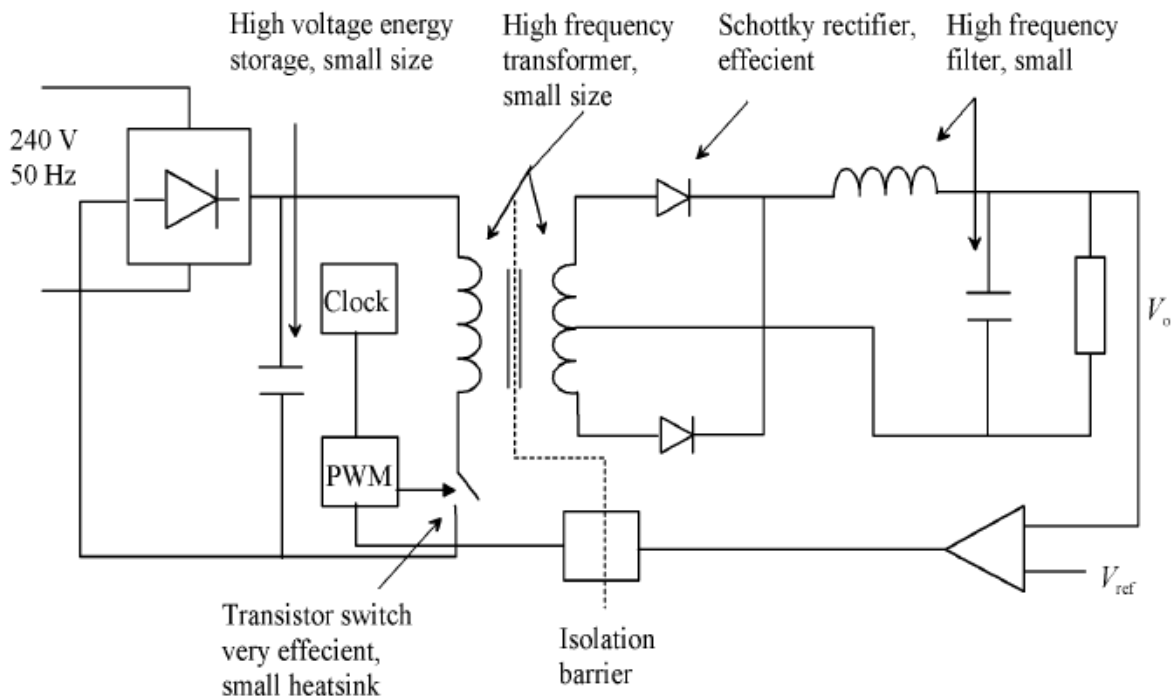 High voltage energy
storage, small size
High frequency
transformer,
small size
Schottky rectifier,
effecient
High frequency
filter, small
240 V
50 Hz
Clock
PWM
Vo
Vref
Transistor switch
very effecient,
small heatsink
Isolation
barrier